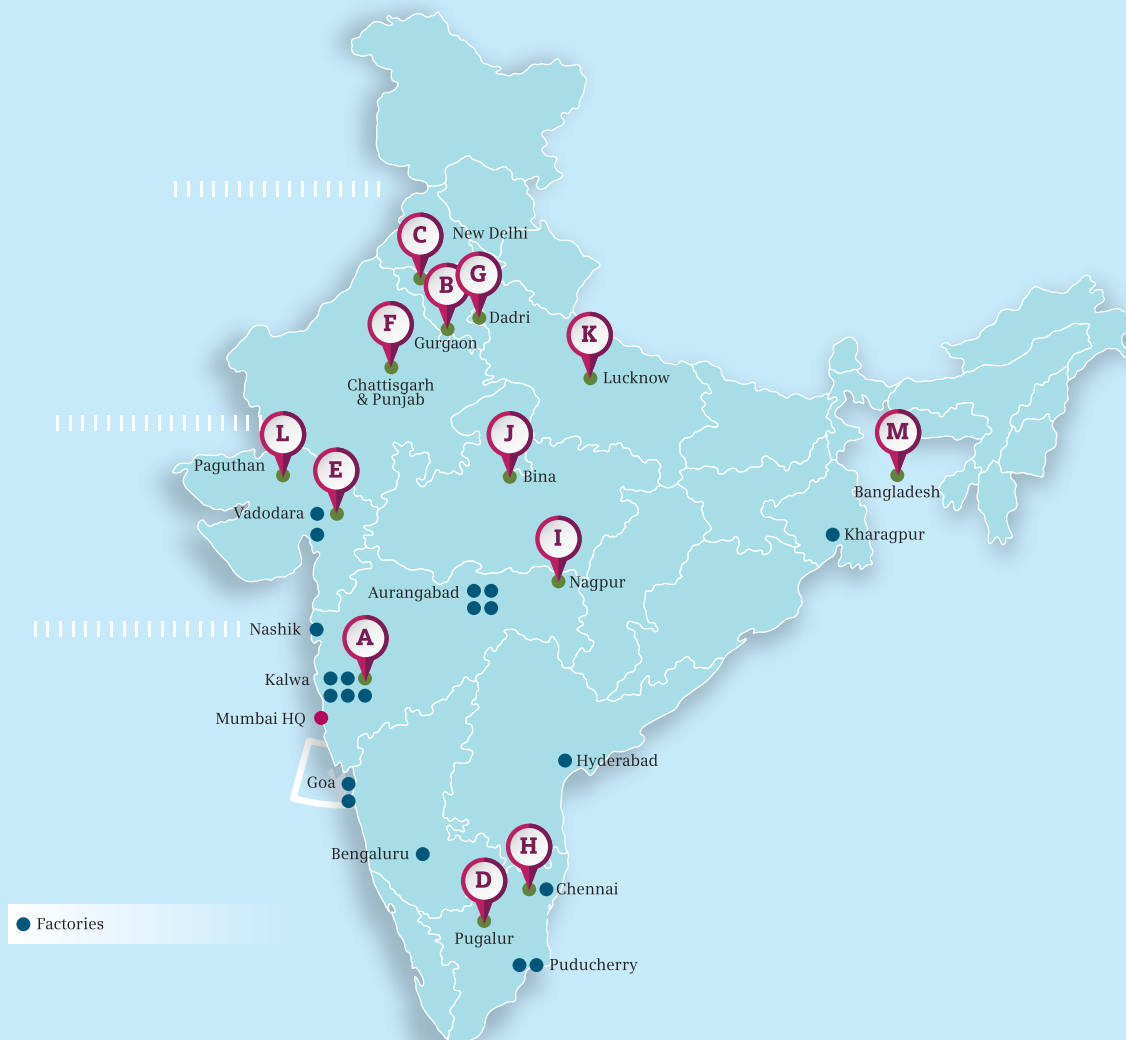 C
New Delhi
B
G
Dadri
F
Gurgaon
K
Chattisgarh
& Punjab
Lucknow
L
J
M
Paguthan
E
Bina
Bangladesh
Vadodara
Kharagpur
I
Nagpur
Aurangabad
Nashik
A
Kalwa
Mumbai HQ
Hyderabad
Goa
Bengaluru
H
Chennai
D
Factories
Pugalur
Puducherry